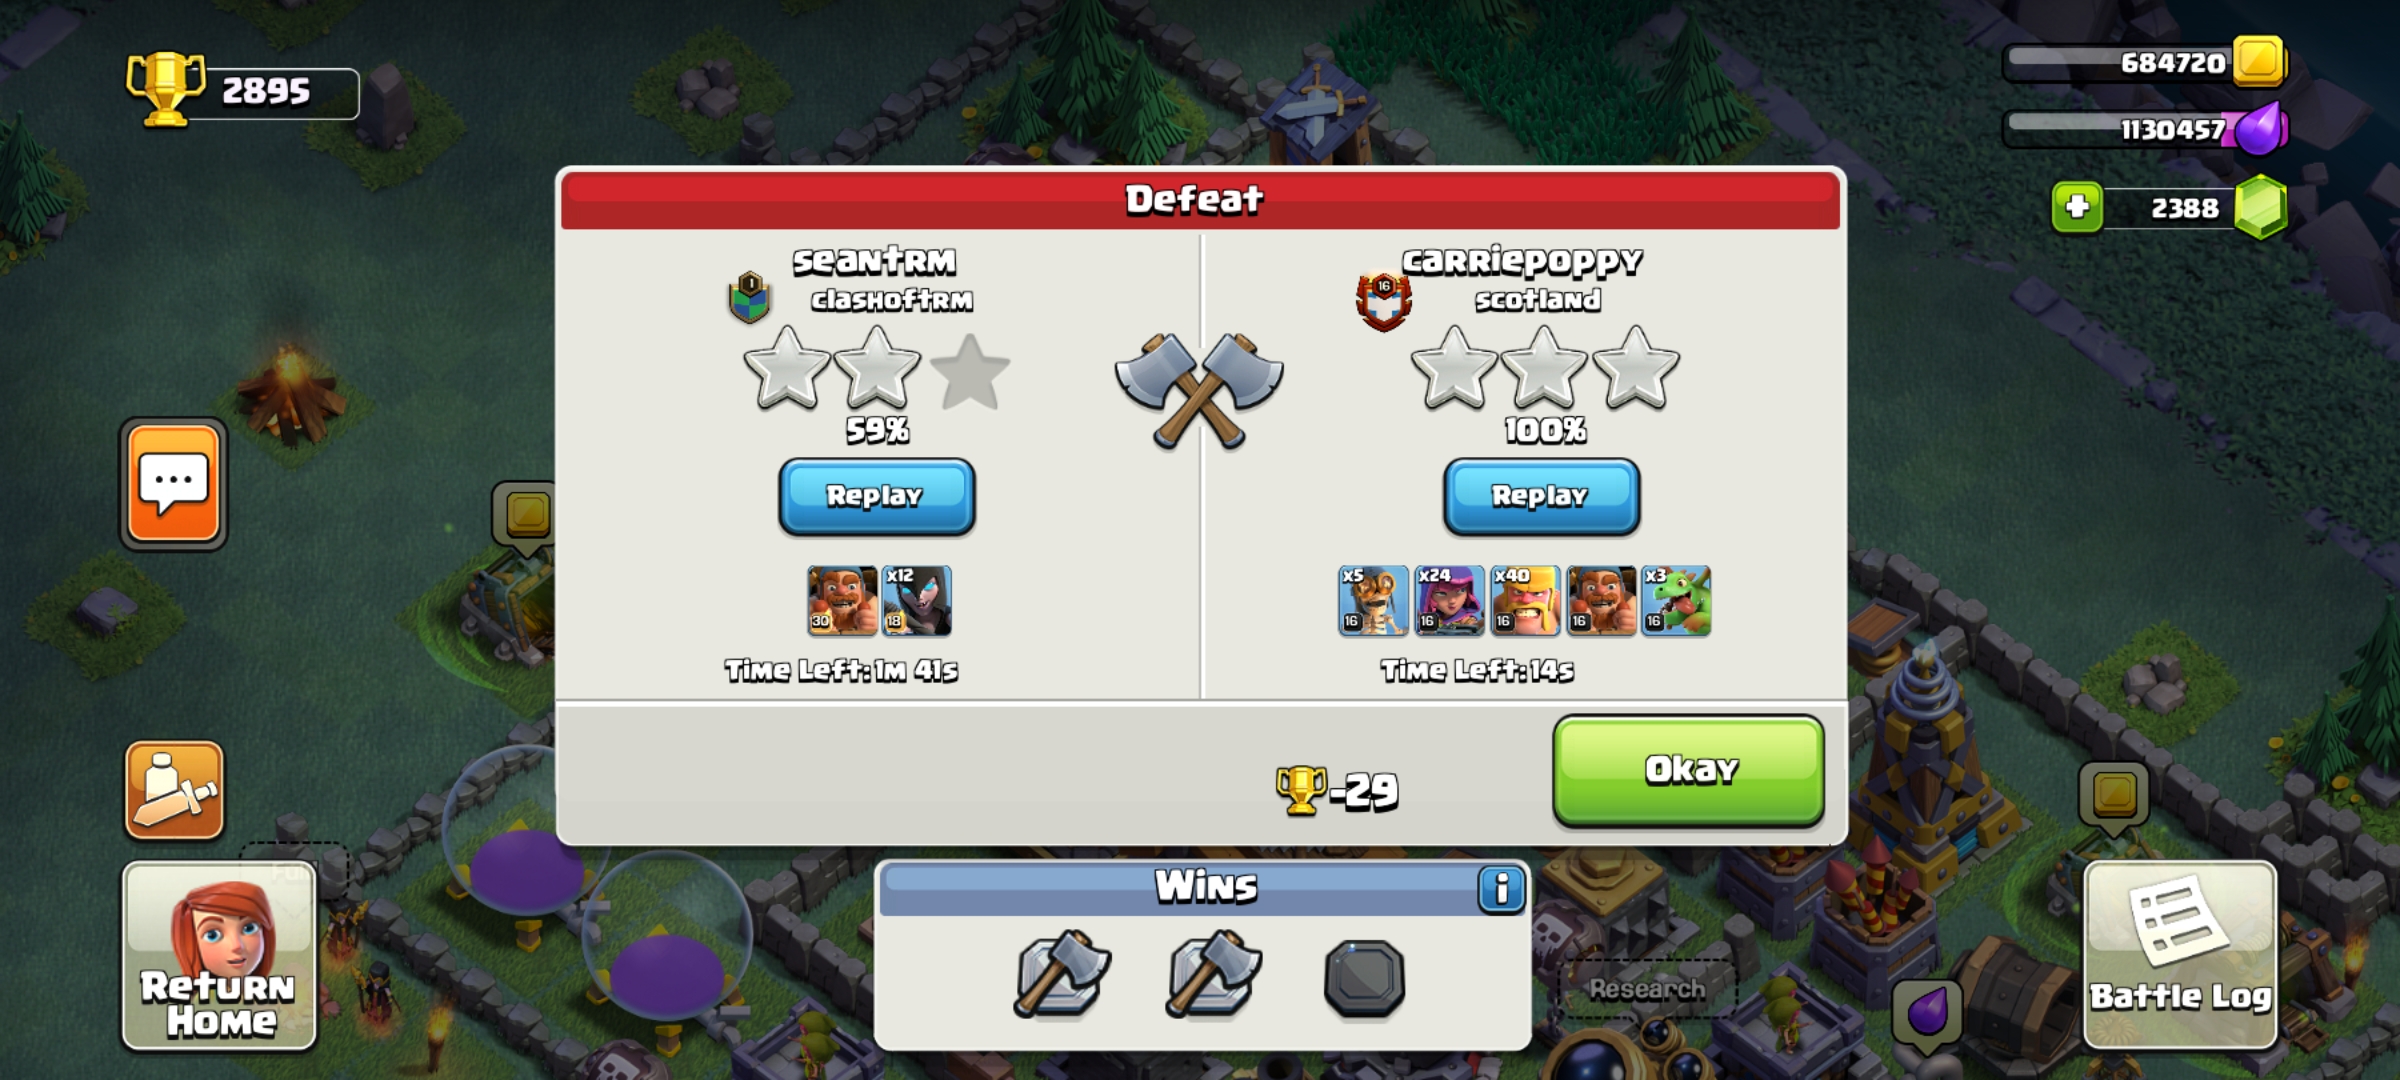 2895
684720
1130457
2388
Defeat
seantRM
clashoftRM
1
59%
Replay
30
x12
18
Time Left:1m 41s
carriepoppy
scotland
16
100%
Replay
x5
16
x24
16
x40
16
16
x3
16
Time Left:14s
-29
Okay
Wins
i
Return
Home
Full
Research
Battle Log